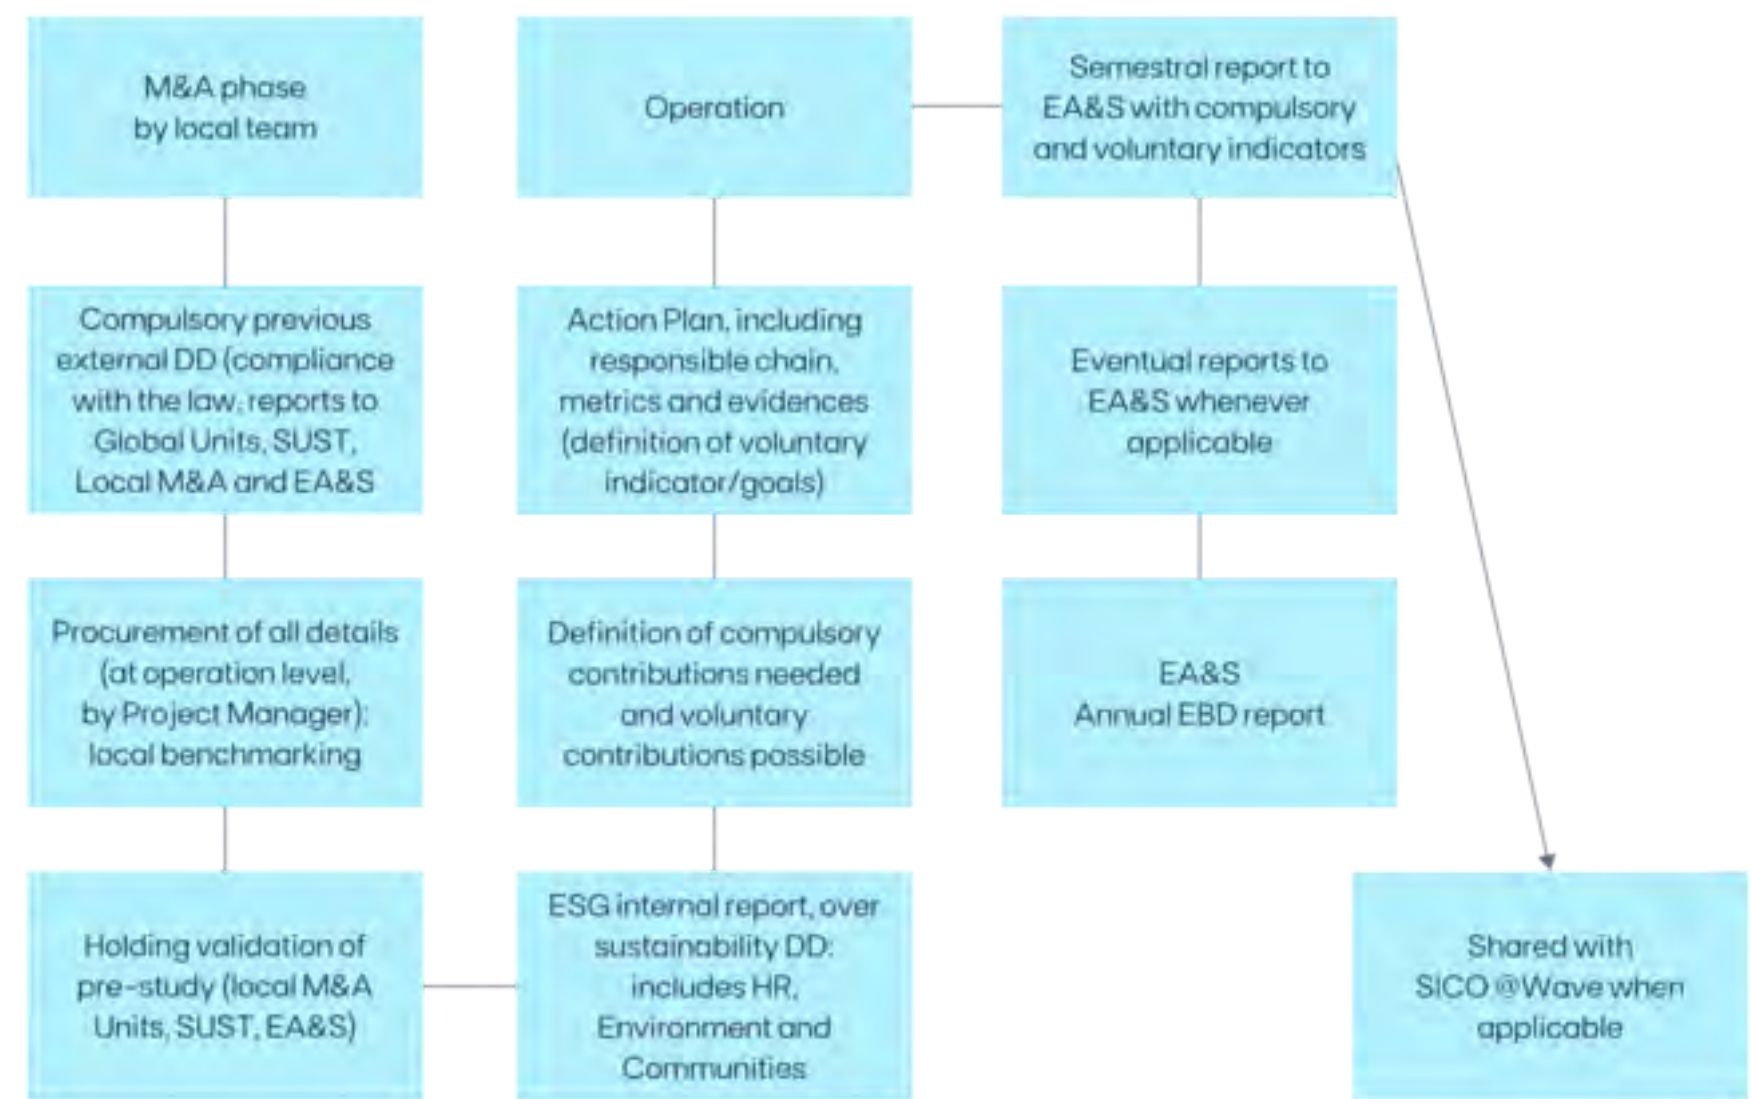 M&A phase
by local team
Compulsory previous
external DD (compliance
with the law, reports to
Global Units, SUST,
Local M&A and EA&S
Procurement of all details
(at operation level,
by Project Manager):
local benchmarking
Holding validation of
pre-study (local M&A
Units, SUST, EA&S)
Operation
Action Plan, including
responsible chain,
metrics and evidences
(definition of voluntary
indicator/goals)
Definition of compulsory
contributions needed
and voluntary
contributions possible
ESG internal report, over
sustainability DD:
includes HR,
Environment and
Communities
Semestral report to
EA&S with compulsory
and voluntary indicators
Eventual reports to
EA&S whenever
applicable
EA&S
Annual EBD report
Shared with
SICO @Wave when
applicable